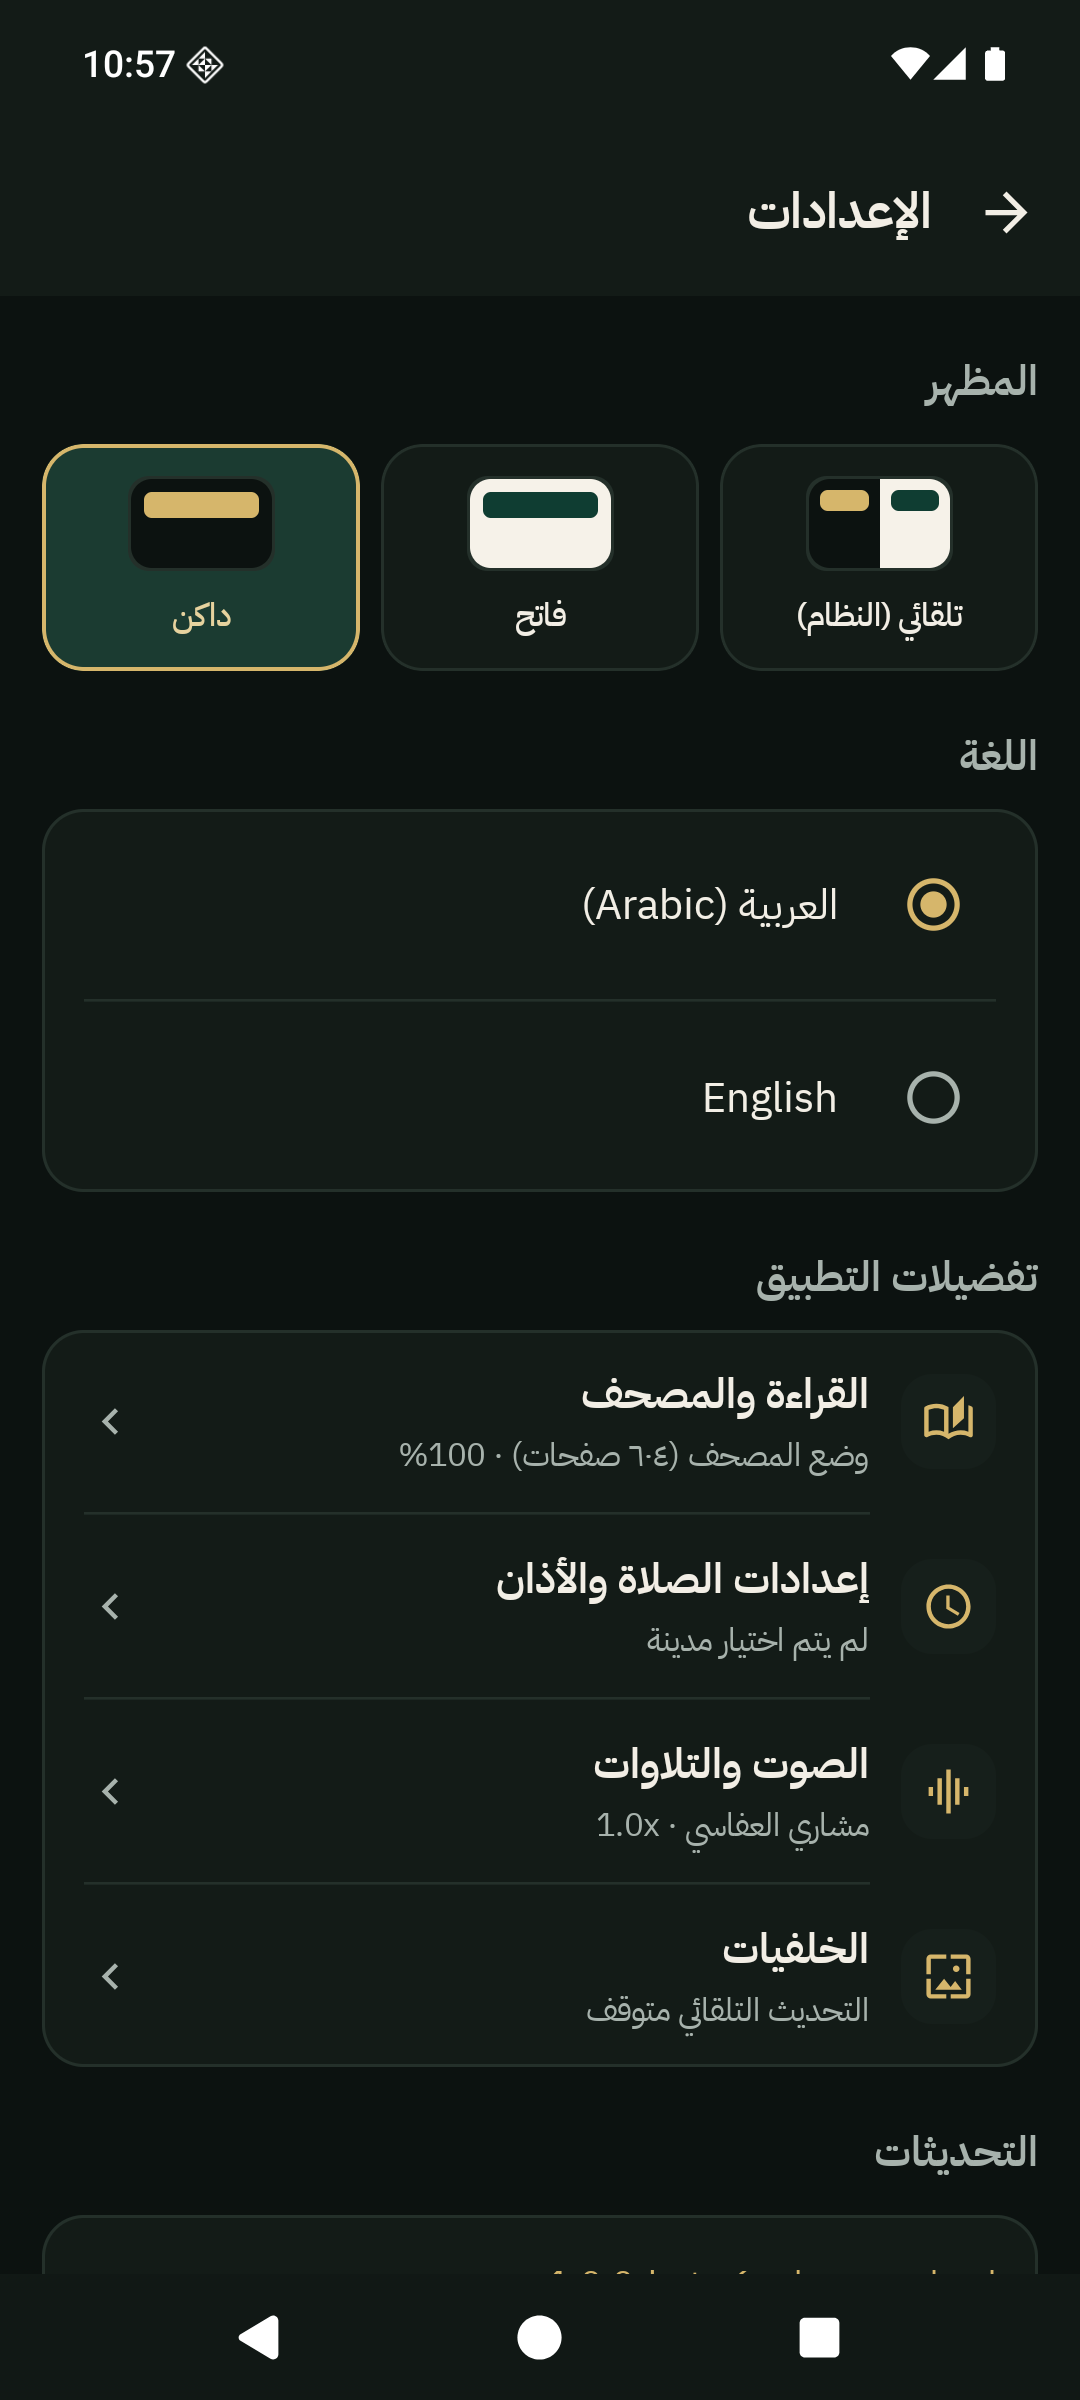 10:57
الإعدادات
المظهر
تلقائي (النظام)
فاتح
داكن
اللغة
العربية (Arabic)
English
تفضيلات التطبيق
القراءة والمصحف
وضع المصحف (٦٠٤ صفحات) · 100%
إعدادات الصلاة والأذان
لم يتم اختيار مدينة
الصوت والتلاوات
مشاري العفاسي · 1.0x
الخلفيات
التحديث التلقائي متوقف
التحديثات